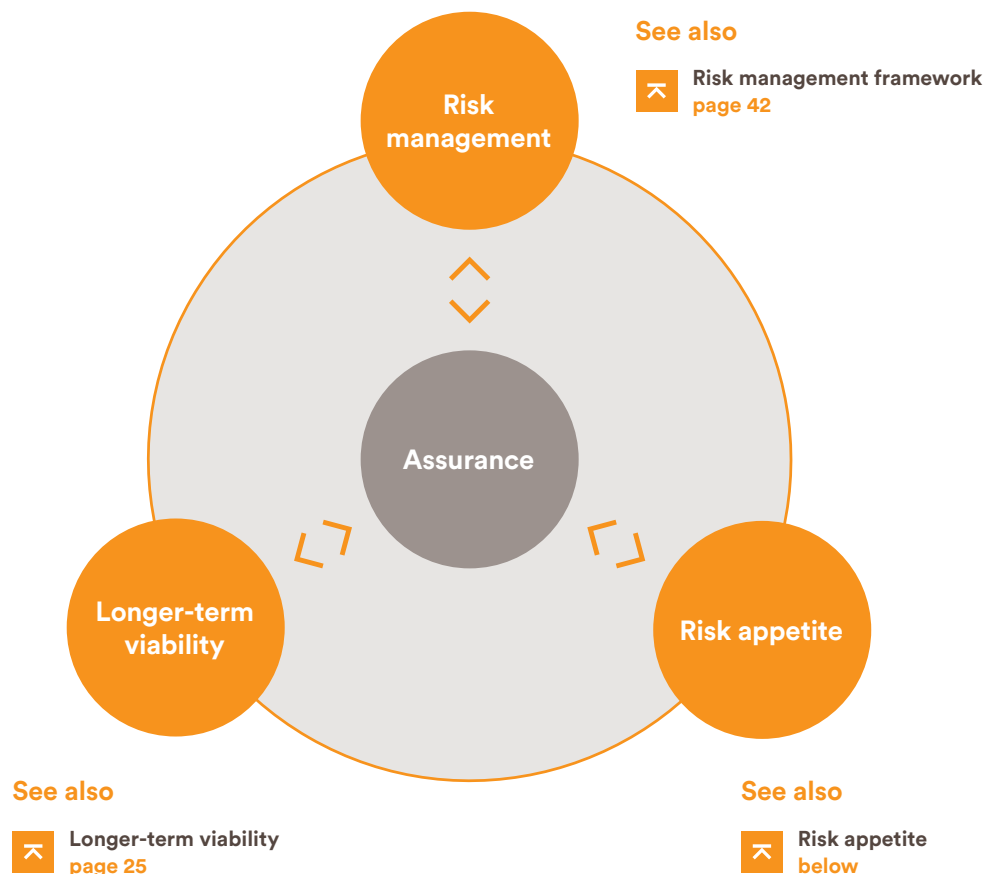 See also
Risk management framework
page 42
Risk
management
Assurance
Longer-term
viability
Risk appetite
See also
Longer-term viability
page 25
See also
Risk appetite
below